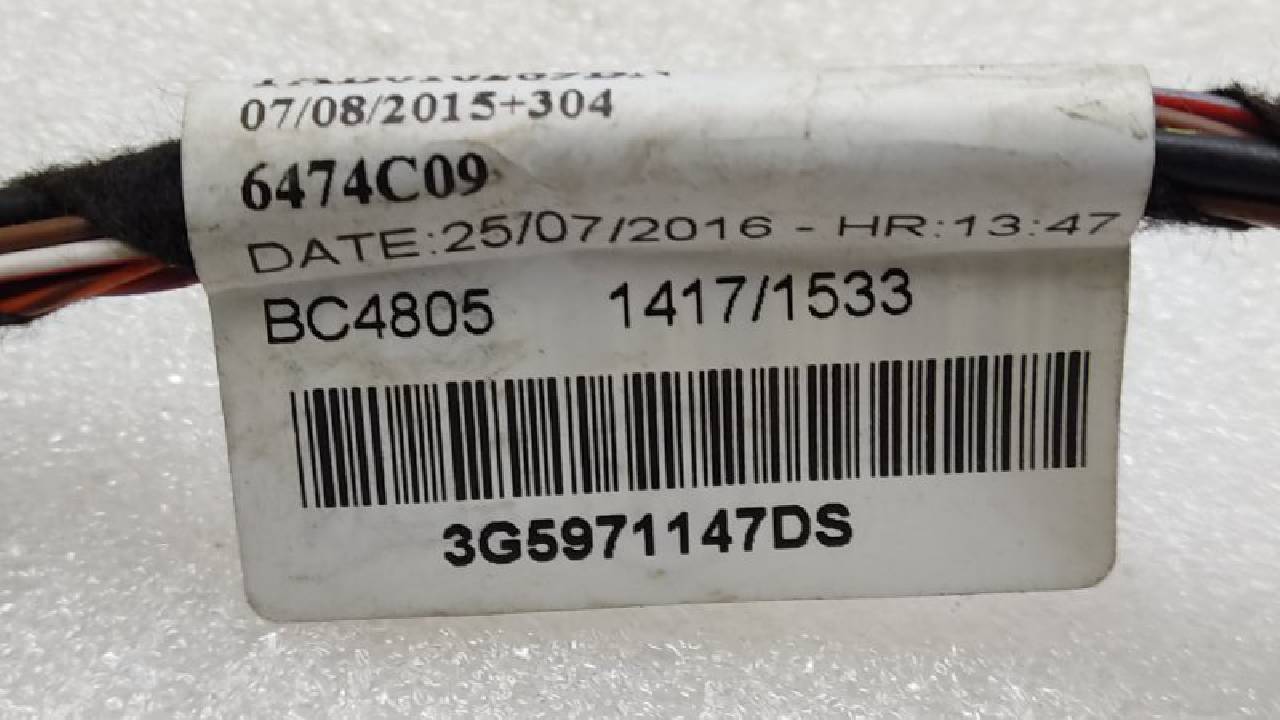 07/08/2015+304
6474C09
DATE:25/07/2016 - HR:13:47
BC4805 1417/1533
3G5971147DS